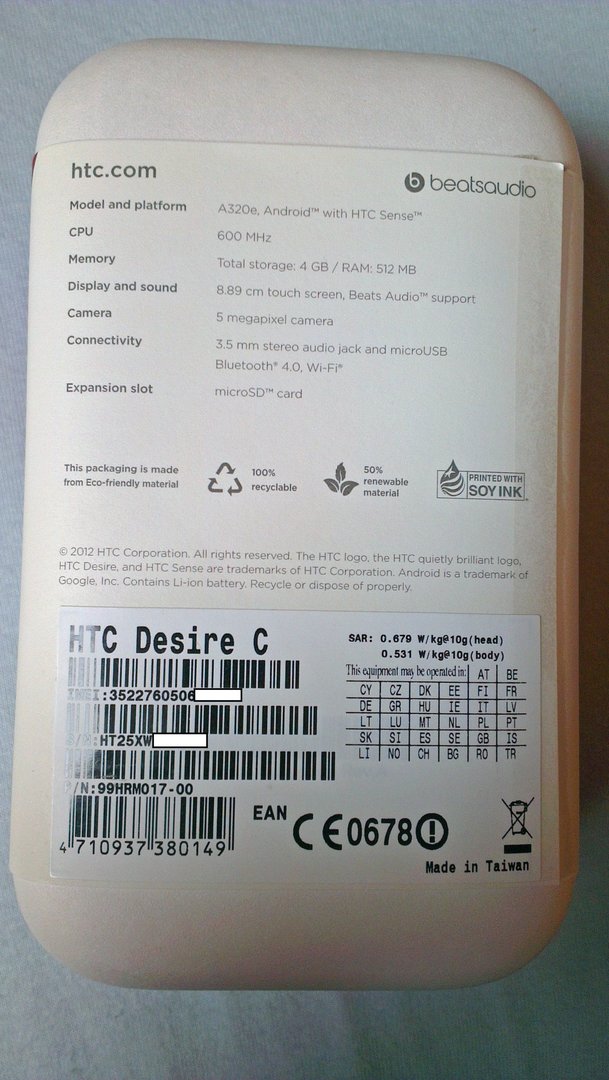 htc.com
beatsaudio
Model and platform A320e, Android™ with HTC Sense™
CPU 600 MHz
Memory Total storage: 4 GB / RAM: 512 MB
Display and sound 8.89 cm touch screen, Beats Audio™ support
Camera 5 megapixel camera
Connectivity 3.5 mm stereo audio jack and microUSB
Bluetooth® 4.0, Wi-Fi®
Expansion slot microSD™ card
This packaging is made
from Eco-friendly material
100%
recyclable
50%
renewable
material
PRINTED WITH
SOY INK
© 2012 HTC Corporation. All rights reserved. The HTC logo, the HTC quietly brilliant logo,
HTC Desire, and HTC Sense are trademarks of HTC Corporation. Android is a trademark of
Google, Inc. Contains Li-ion battery. Recycle or dispose of properly.
HTC Desire C
IMEI:3522760506
S/N:HT25XW
P/N:99HRM017-00
4 710937 380149
EAN
SAR: 0.679 W/kg@10g(head)
0.531 W/kg@10g(body)
This equipment may be operated in: AT BE
CY CZ DK EE FI FR
DE GR HU IE IT LV
LT LU MT NL PL PT
SK SI ES SE GB IS
LI NO CH BG RO TR
CE0678
Made in Taiwan